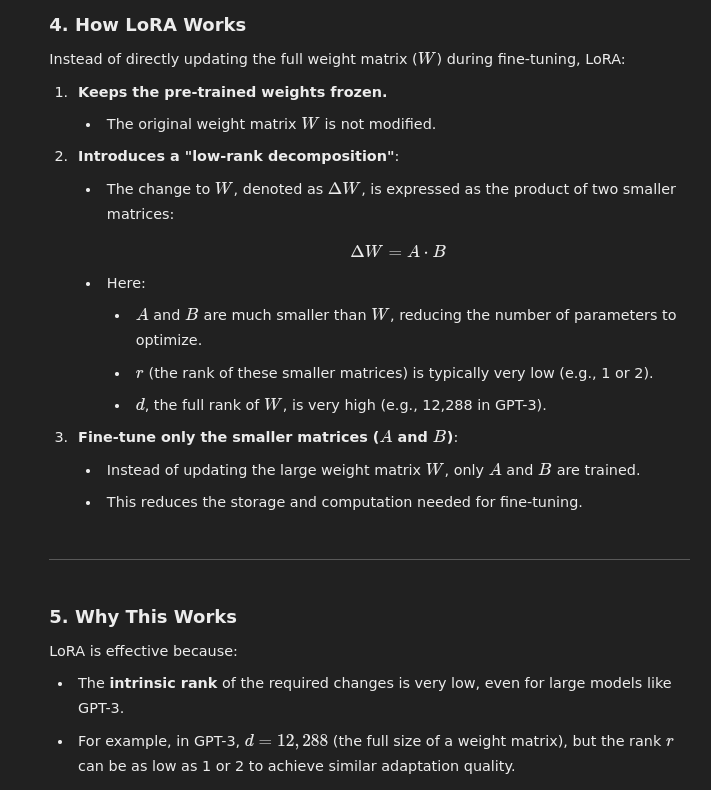 4. How LoRA Works
Instead of directly updating the full weight matrix (W) during fine-tuning, LoRA:
1. Keeps the pre-trained weights frozen.
• The original weight matrix W is not modified.
2. Introduces a "low-rank decomposition":
• The change to W, denoted as ΔW, is expressed as the product of two smaller
matrices:
ΔW = A · B
• Here:
• A and B are much smaller than W, reducing the number of parameters to
optimize.
• r (the rank of these smaller matrices) is typically very low (e.g., 1 or 2).
• d, the full rank of W, is very high (e.g., 12,288 in GPT-3).
3. Fine-tune only the smaller matrices (A and B):
• Instead of updating the large weight matrix W, only A and B are trained.
• This reduces the storage and computation needed for fine-tuning.
5. Why This Works
LoRA is effective because:
• The intrinsic rank of the required changes is very low, even for large models like
GPT-3.
• For example, in GPT-3, d = 12, 288 (the full size of a weight matrix), but the rank r
can be as low as 1 or 2 to achieve similar adaptation quality.